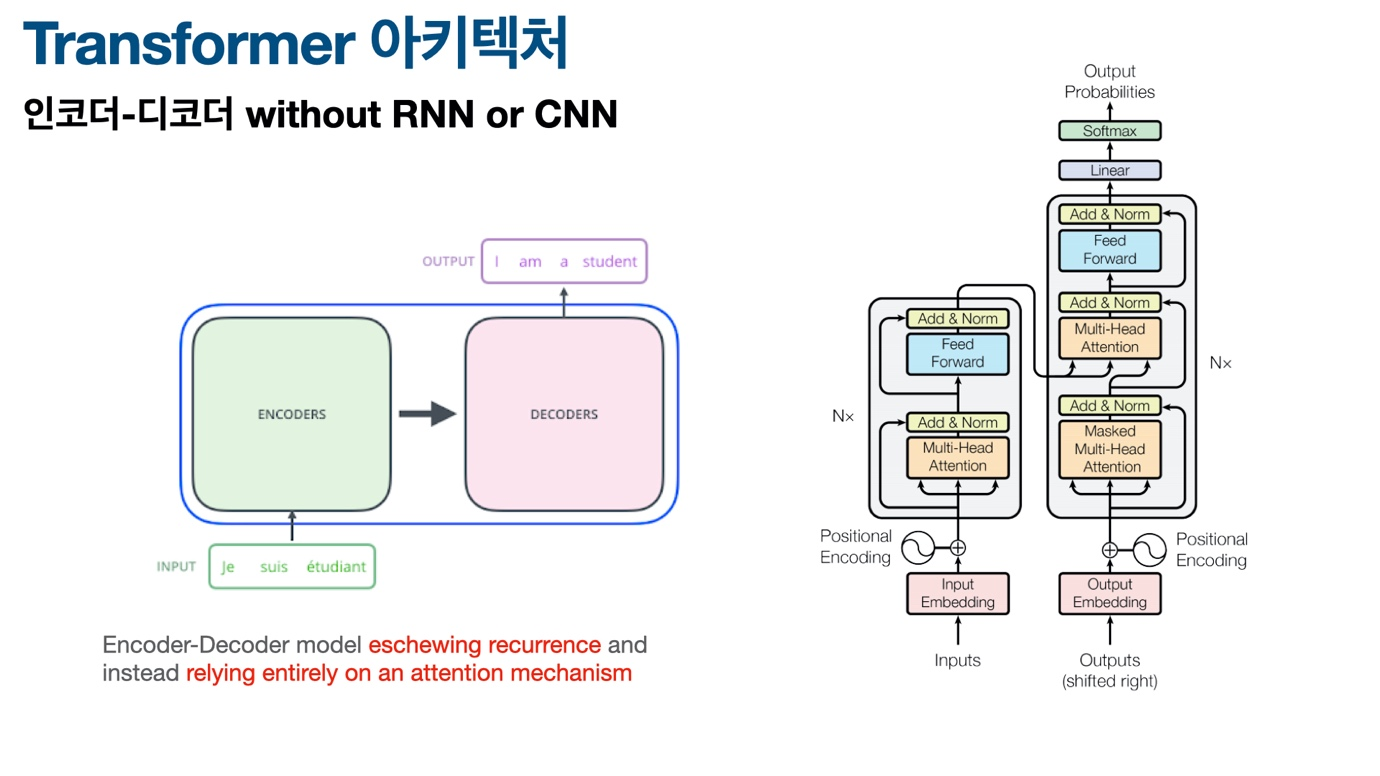 Transformer 아키텍처
인코더-디코더 without RNN or CNN
OUTPUT I am a student
ENCODERS
DECODERS
INPUT Je suis étudiant
Encoder-Decoder model eschewing recurrence and
instead relying entirely on an attention mechanism
Output
Probabilities
Softmax
Linear
Add & Norm
Feed
Forward
Add & Norm
Multi-Head
Attention
Add & Norm
Masked
Multi-Head
Attention
N×
Add & Norm
Feed
Forward
Add & Norm
Multi-Head
Attention
N×
Positional
Encoding
Positional
Encoding
Input
Embedding
Output
Embedding
Inputs
Outputs
(shifted right)